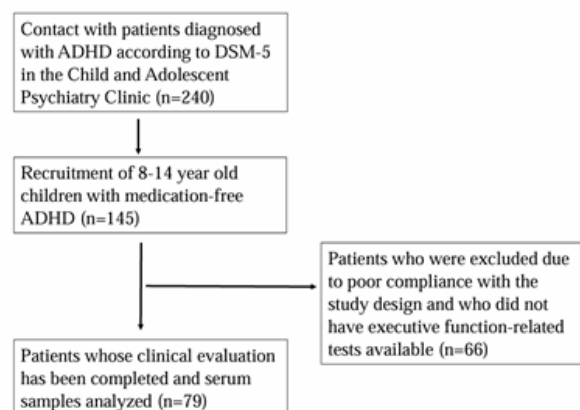 Contact with patients diagnosed
with ADHD according to DSM-5
in the Child and Adolescent
Psychiatry Clinic (n=240)
Recruitment of 8-14 year old
children with medication-free
ADHD (n=145)
Patients who were excluded due
to poor compliance with the
study design and who did not
have executive function-related
tests available (n=66)
Patients whose clinical evaluation
has been completed and serum
samples analyzed (n=79)